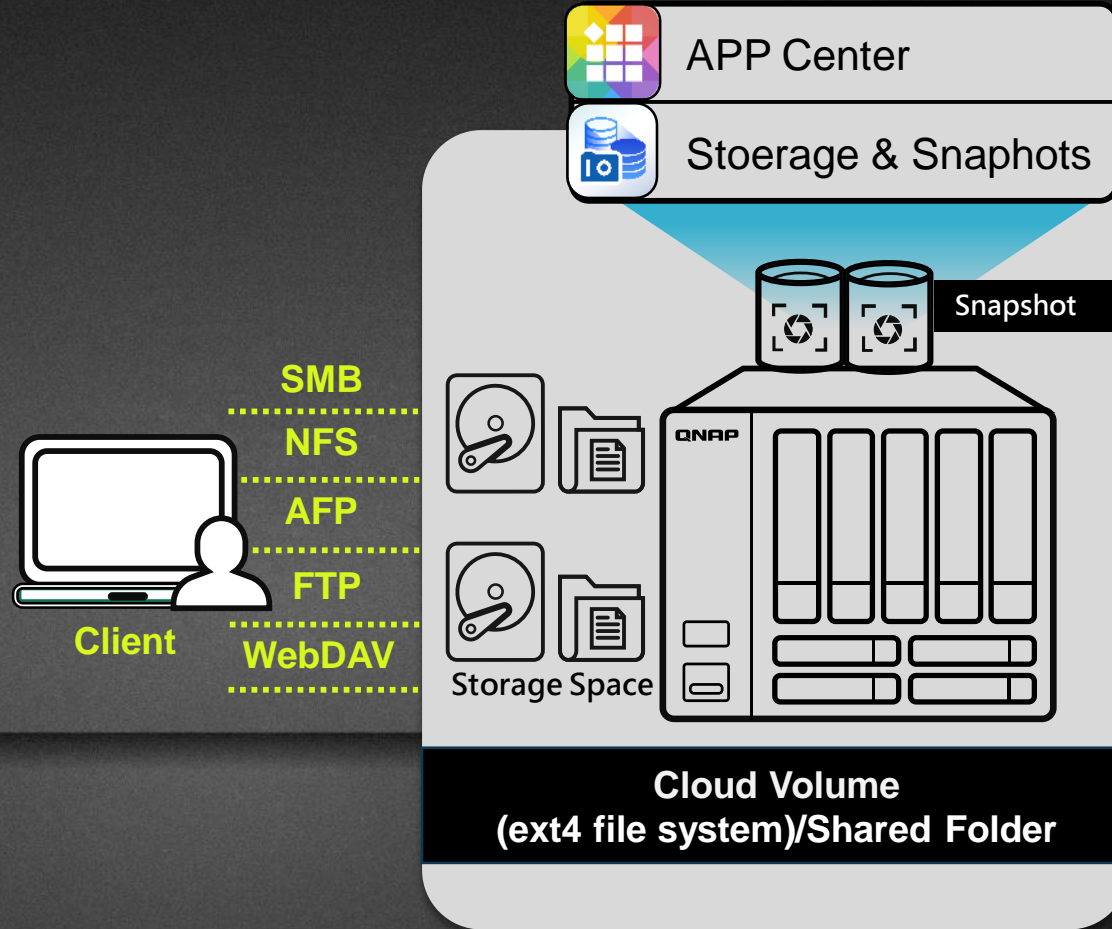 APP Center
Stoerage & Snaphots
Snapshot
SMB
NFS
AFP
FTP
WebDAV
Client
QNAP
Storage Space
Cloud Volume
(ext4 file system)/Shared Folder